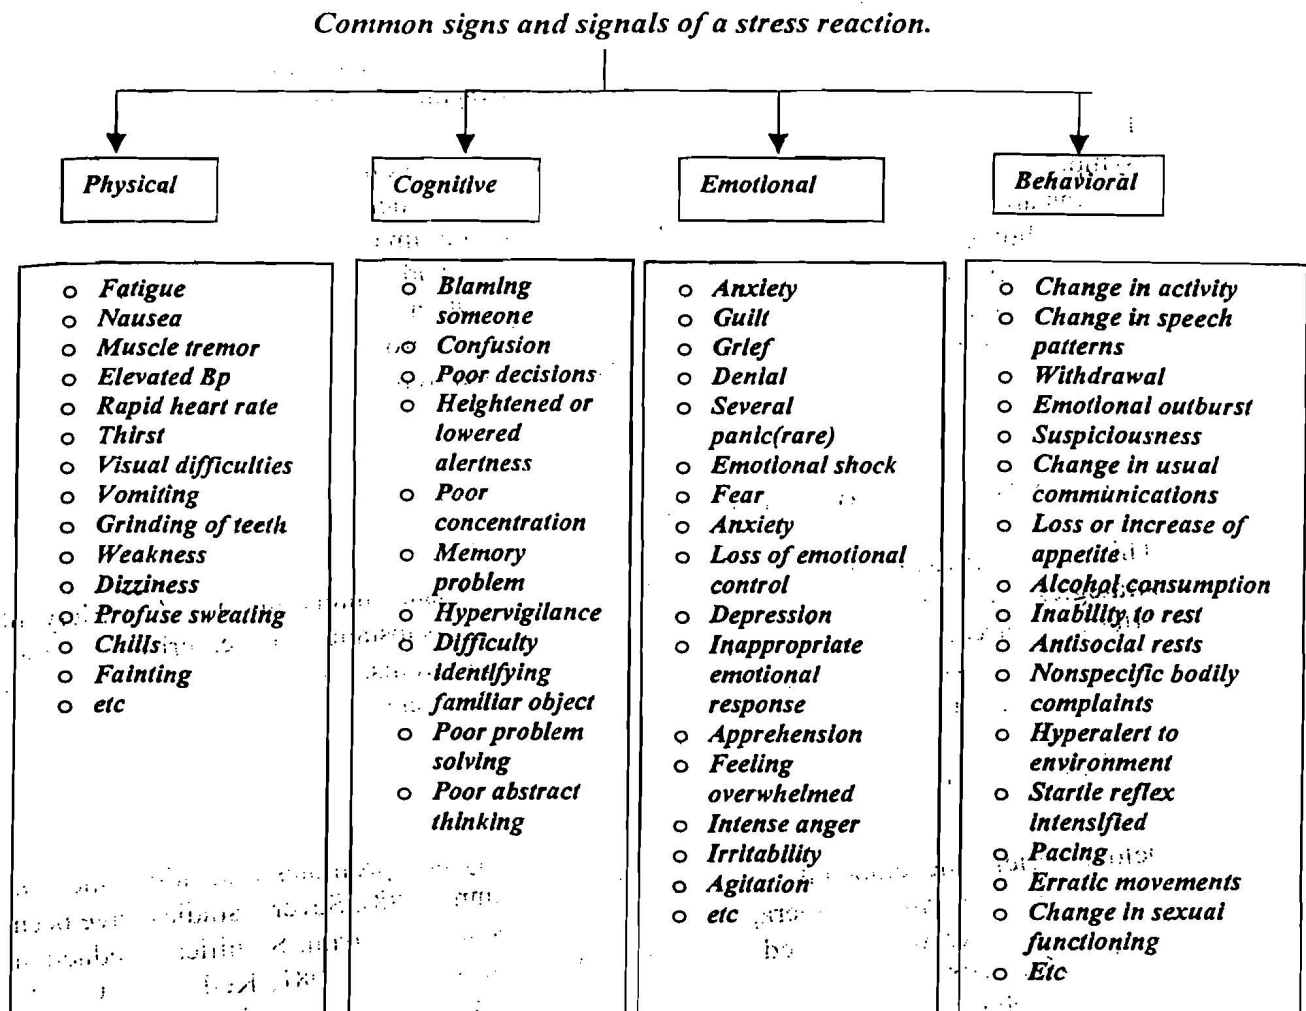 Common signs and signals of a stress reaction.
Physical
Cognitive
Emotional
Behavioral
o Fatigue
o Nausea
o Muscle tremor
o Elevated Bp
o Rapid heart rate
o Thirst
o Visual difficulties
o Vomiting
o Grinding of teeth
o Weakness
o Dizziness
o Profuse sweating
o Chills
o Fainting
o etc
o Blaming
someone
o Confusion
o Poor decisions
o Heightened or
lowered
alertness
o Poor
concentration
o Memory
problem
o Hypervigilance
o Difficulty
identifying
familiar object
o Poor problem
solving
o Poor abstract
thinking
o Anxiety
o Guilt
o Grief
o Denial
o Several
panic(rare)
o Emotional shock
o Fear
o Anxiety
o Loss of emotional
control
o Depression
o Inappropriate
emotional
response
o Apprehension
o Feeling
overwhelmed
o Intense anger
o Irritability
o Agitation
o etc
o Change in activity
o Change in speech
patterns
o Withdrawal
o Emotional outburst
o Suspiciousness
o Change in usual
communications
o Loss or increase of
appetite
o Alcohol consumption
o Inability to rest
o Antisocial rests
o Nonspecific bodily
complaints
o Hyperalert to
environment
o Startle reflex
intensified
o Pacing
o Erratic movements
o Change in sexual
functioning
o Etc